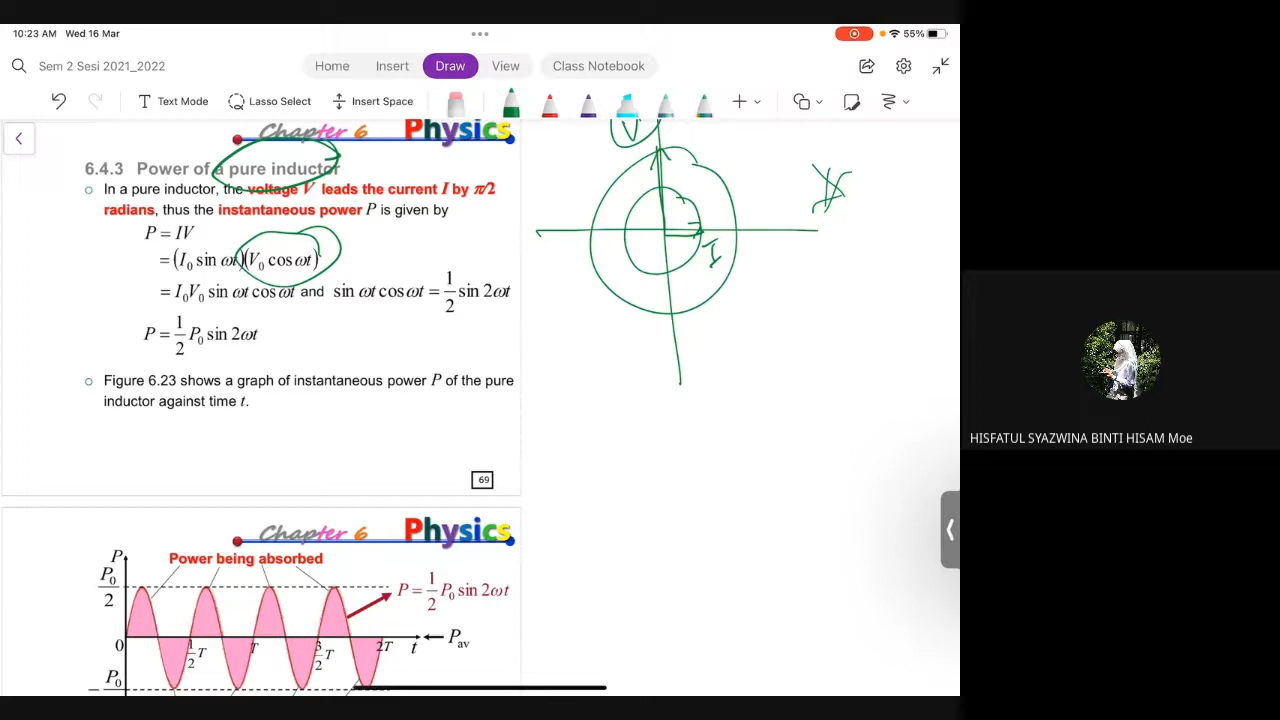 10:23 AM Wed 16 Mar
55%
Sem 2 Sesi 2021_2022
Home Insert Draw View Class Notebook
Text Mode Lasso Select Insert Space
Chapter 6 Physics
6.4.3 Power of a pure inductor
In a pure inductor, the voltage V leads the current I by π/2
radians, thus the instantaneous power P is given by
P = IV
= (I₀ sin ωt)(V₀ cos ωt)
= I₀V₀ sin ωt cos ωt and sin ωt cos ωt = 1/2 sin 2ωt
P = 1/2 P₀ sin 2ωt
Figure 6.23 shows a graph of instantaneous power P of the pure
inductor against time t.
69
V
I
Chapter 6 Physics
P
Power being absorbed
P₀/2
P = 1/2 P₀ sin 2ωt
0
1/2 T
T
3/2 T
2T
t
Pav
− P₀
HISFATUL SYAZWINA BINTI HISAM Moe